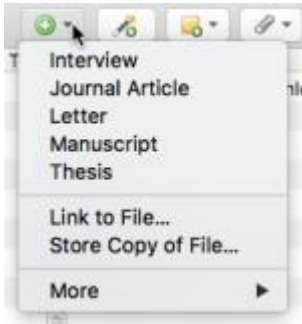 Interview
Journal Article
Letter
Manuscript
Thesis
Link to File...
Store Copy of File...
More